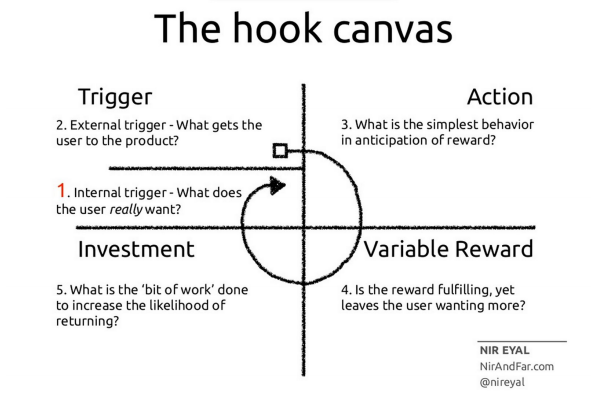 The hook canvas
Trigger
2. External trigger - What gets the
user to the product?
1. Internal trigger - What does
the user really want?
Action
3. What is the simplest behavior
in anticipation of reward?
Variable Reward
4. Is the reward fulfilling, yet
leaves the user wanting more?
Investment
5. What is the ‘bit of work’ done
to increase the likelihood of
returning?
NIR EYAL
NirAndFar.com
@nireyal